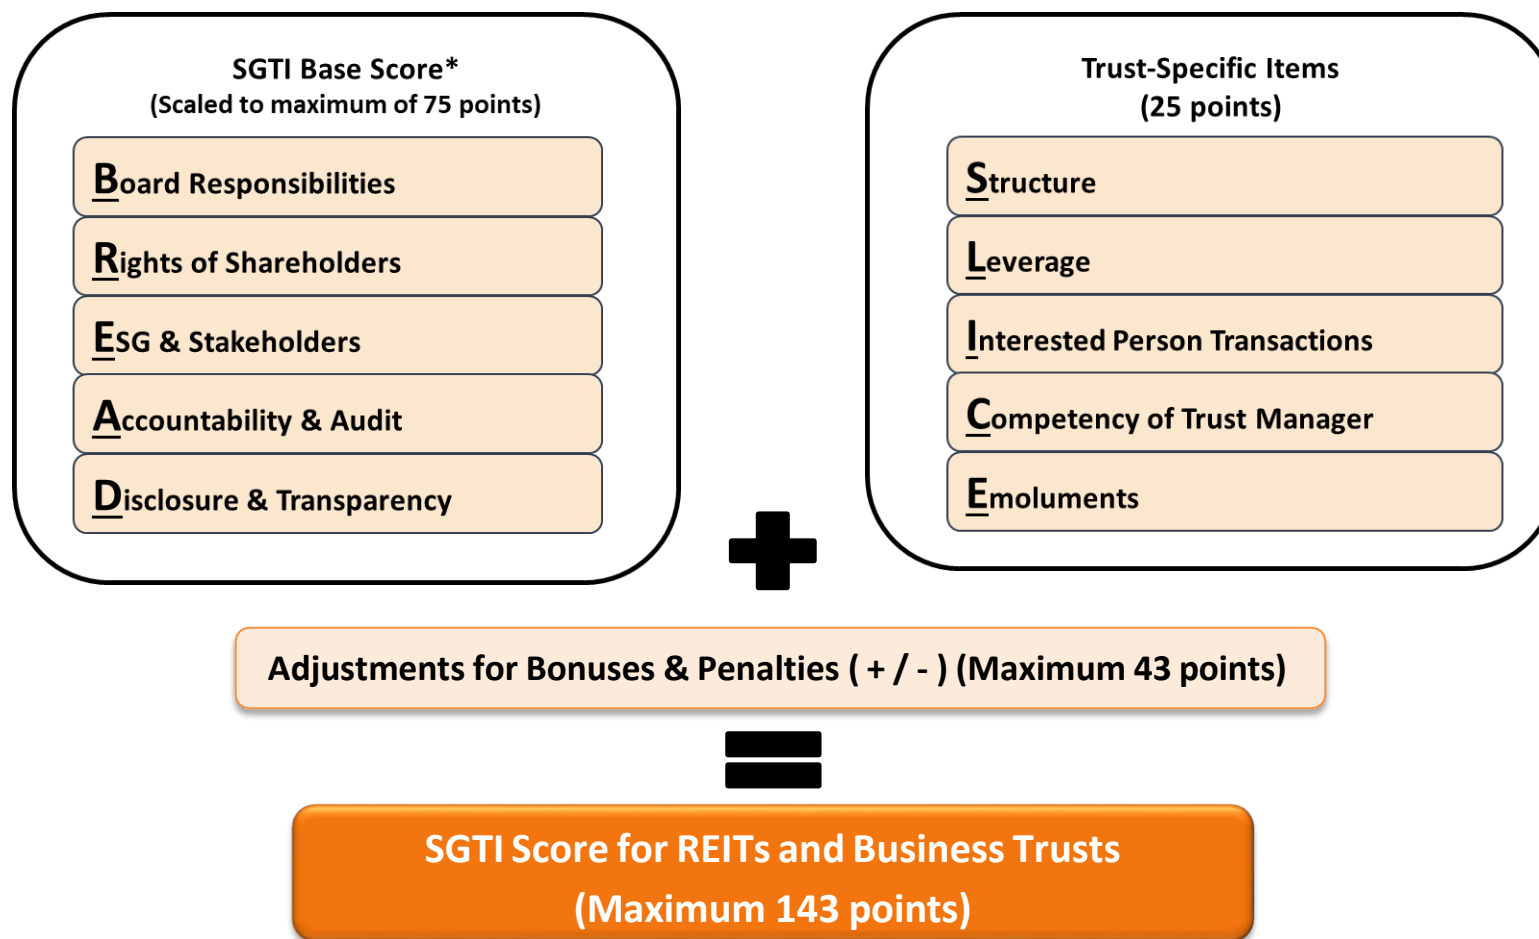 SGTI Base Score*
(Scaled to maximum of 75 points)
Board Responsibilities
Rights of Shareholders
ESG & Stakeholders
Accountability & Audit
Disclosure & Transparency
Trust-Specific Items
(25 points)
Structure
Leverage
Interested Person Transactions
Competency of Trust Manager
Emoluments
Adjustments for Bonuses & Penalties ( + / - ) (Maximum 43 points)
SGTI Score for REITs and Business Trusts
(Maximum 143 points)